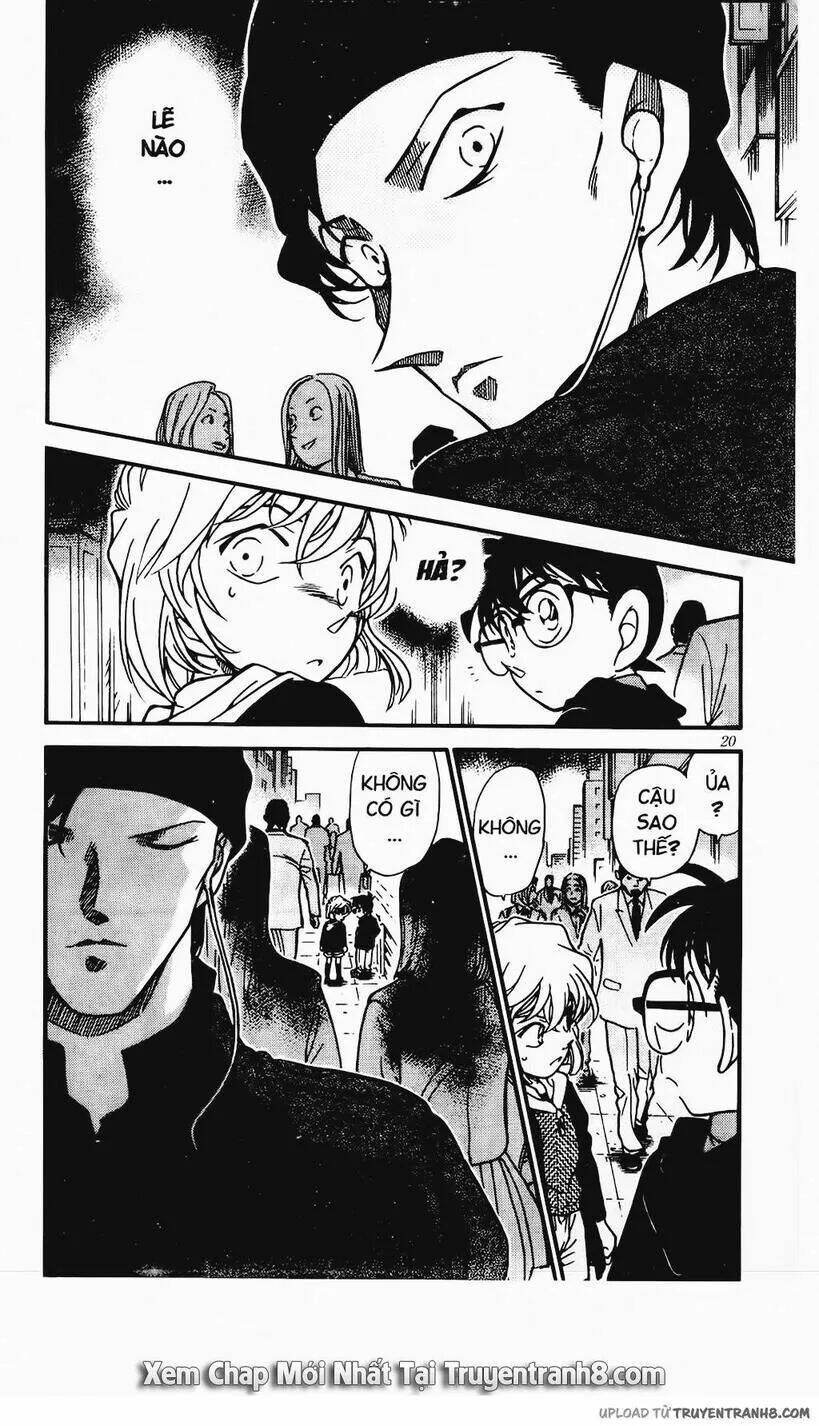 LẼ
NÀO
...
HẢ?
20
ỦA
?
CẬU
SAO
THẾ?
KHÔNG
...
KHÔNG
CÓ GÌ
...
Xem Chap Mới Nhất Tại Truyentranh8.com
UPLOAD TỪ TRUYENTRANH8.COM